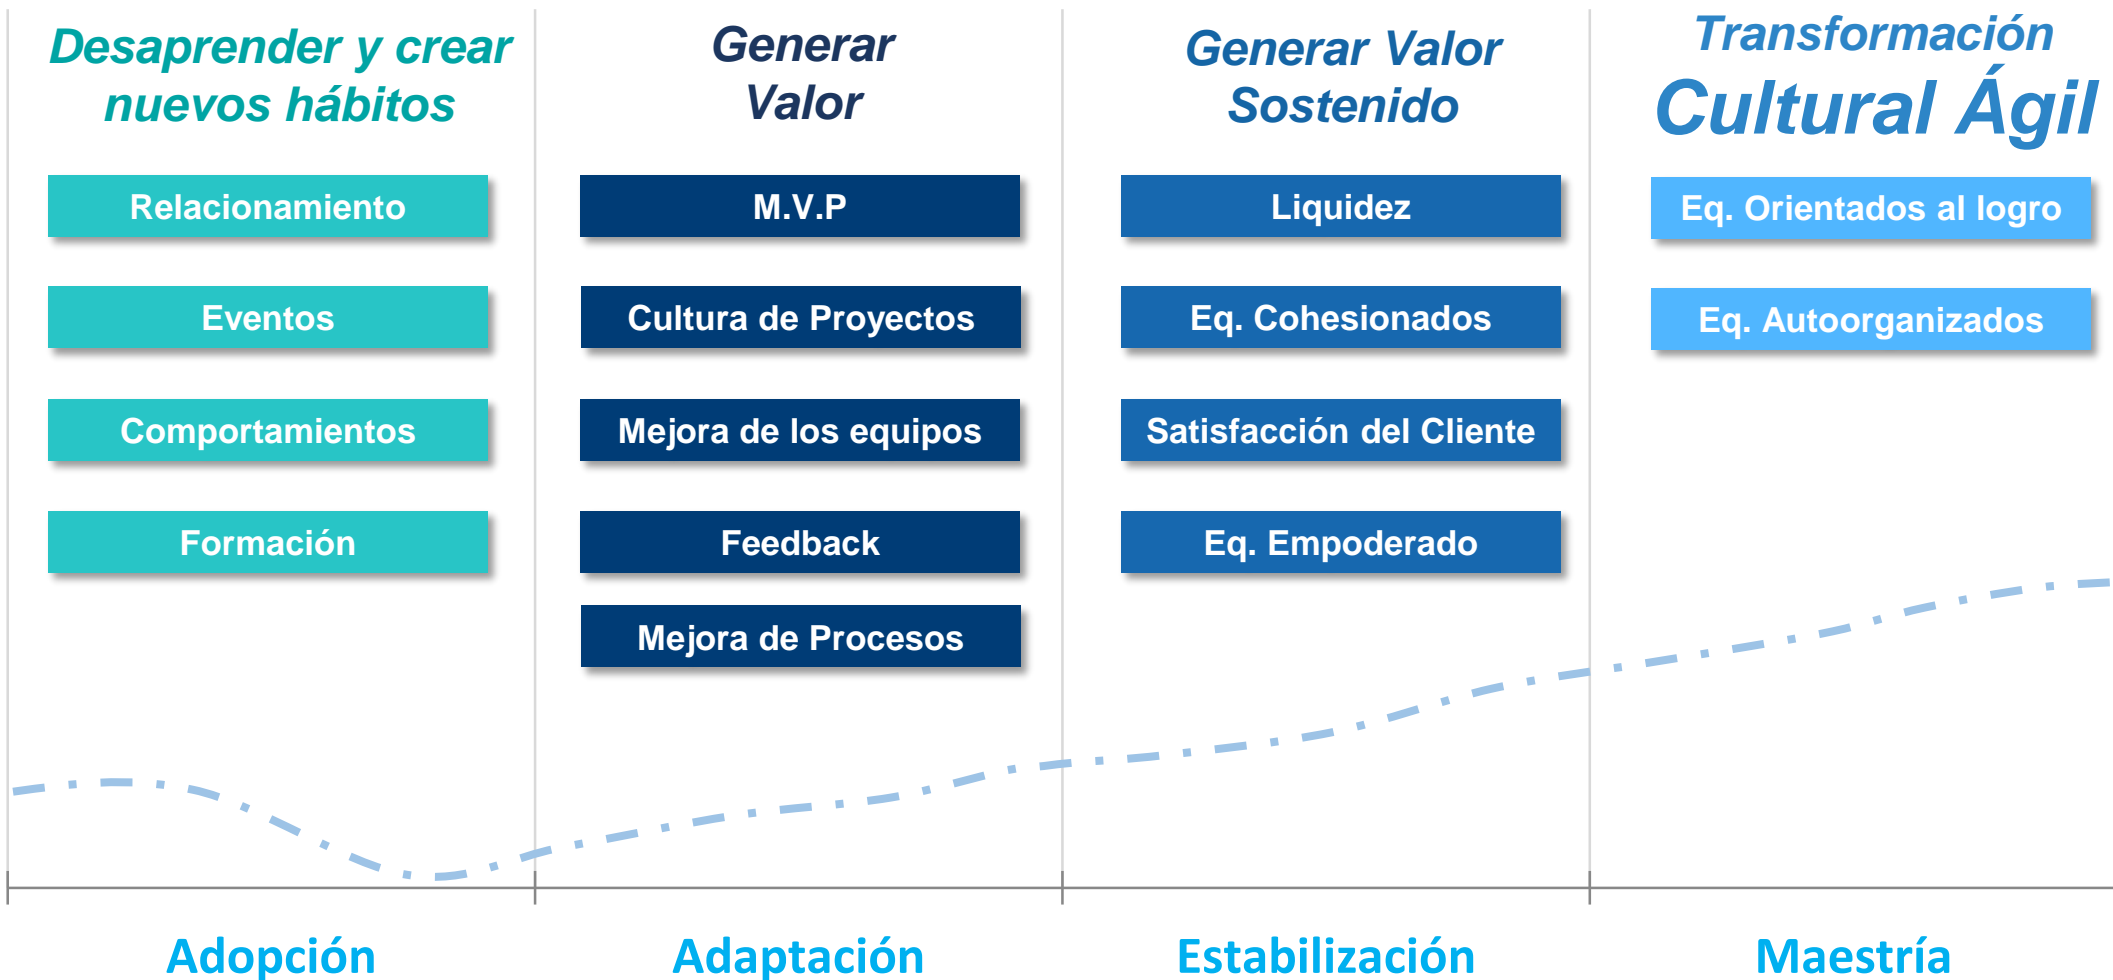 Desaprender y crear
nuevos hábitos
Relacionamiento
Eventos
Comportamientos
Formación
Adopción
Generar
Valor
M.V.P
Cultura de Proyectos
Mejora de los equipos
Feedback
Mejora de Procesos
Adaptación
Generar Valor
Sostenido
Liquidez
Eq. Cohesionados
Satisfacción del Cliente
Eq. Empoderado
Estabilización
Transformación
Cultural Ágil
Eq. Orientados al logro
Eq. Autoorganizados
Maestría